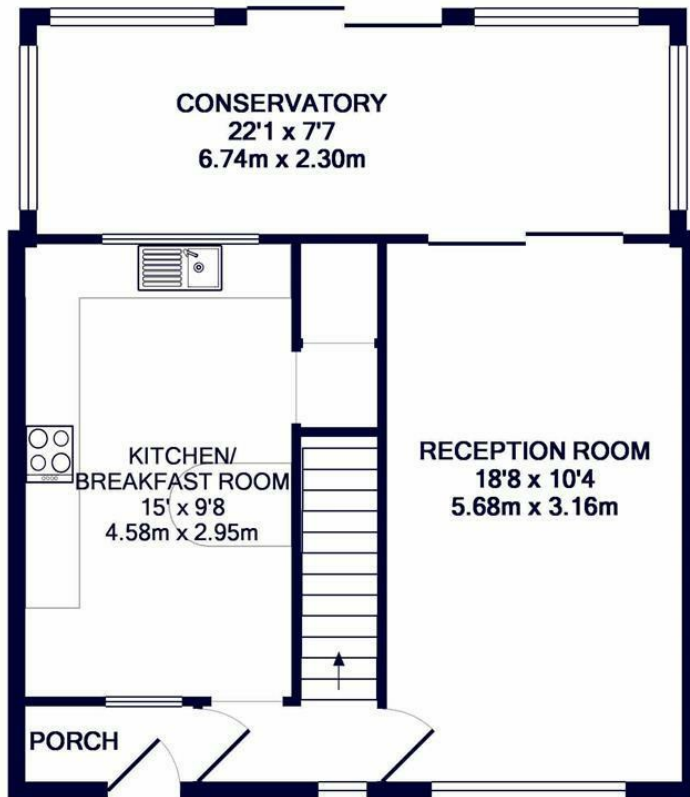 CONSERVATORY
22'1 x 7'7
6.74m x 2.30m
KITCHEN/
BREAKFAST ROOM
15' x 9'8
4.58m x 2.95m
RECEPTION ROOM
18'8 x 10'4
5.68m x 3.16m
PORCH